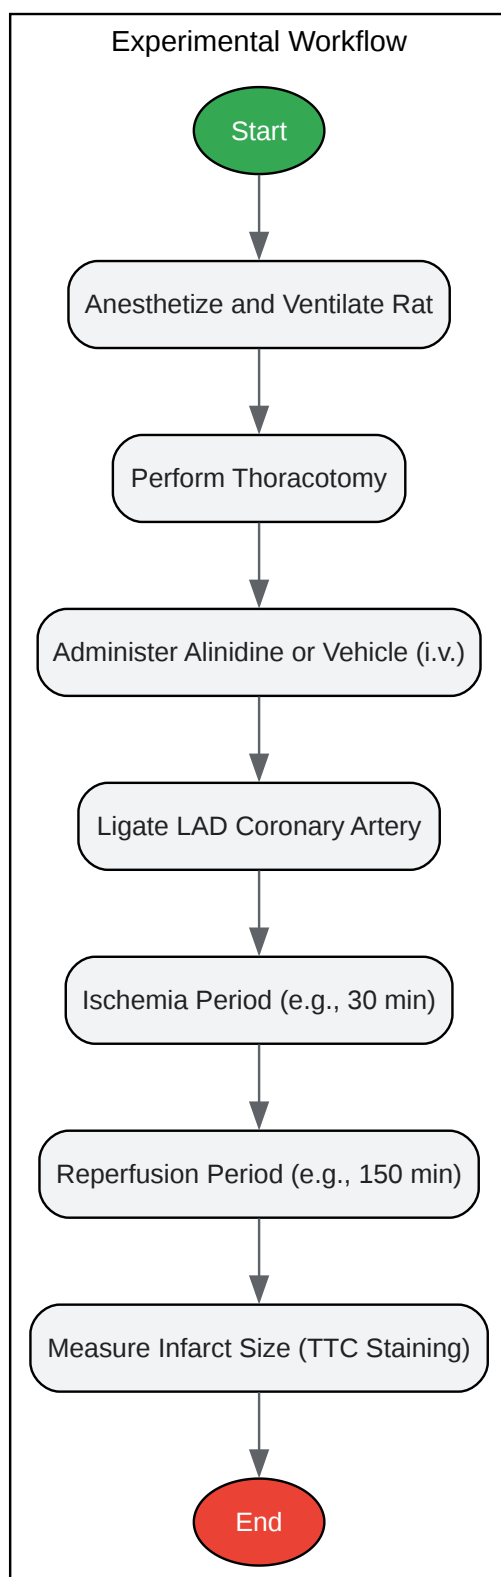 Experimental Workflow
Start
Anesthetize and Ventilate Rat
Perform Thoracotomy
Administer Alinidine or Vehicle (i.v.)
Ligate LAD Coronary Artery
Ischemia Period (e.g., 30 min)
Reperfusion Period (e.g., 150 min)
Measure Infarct Size (TTC Staining)
End